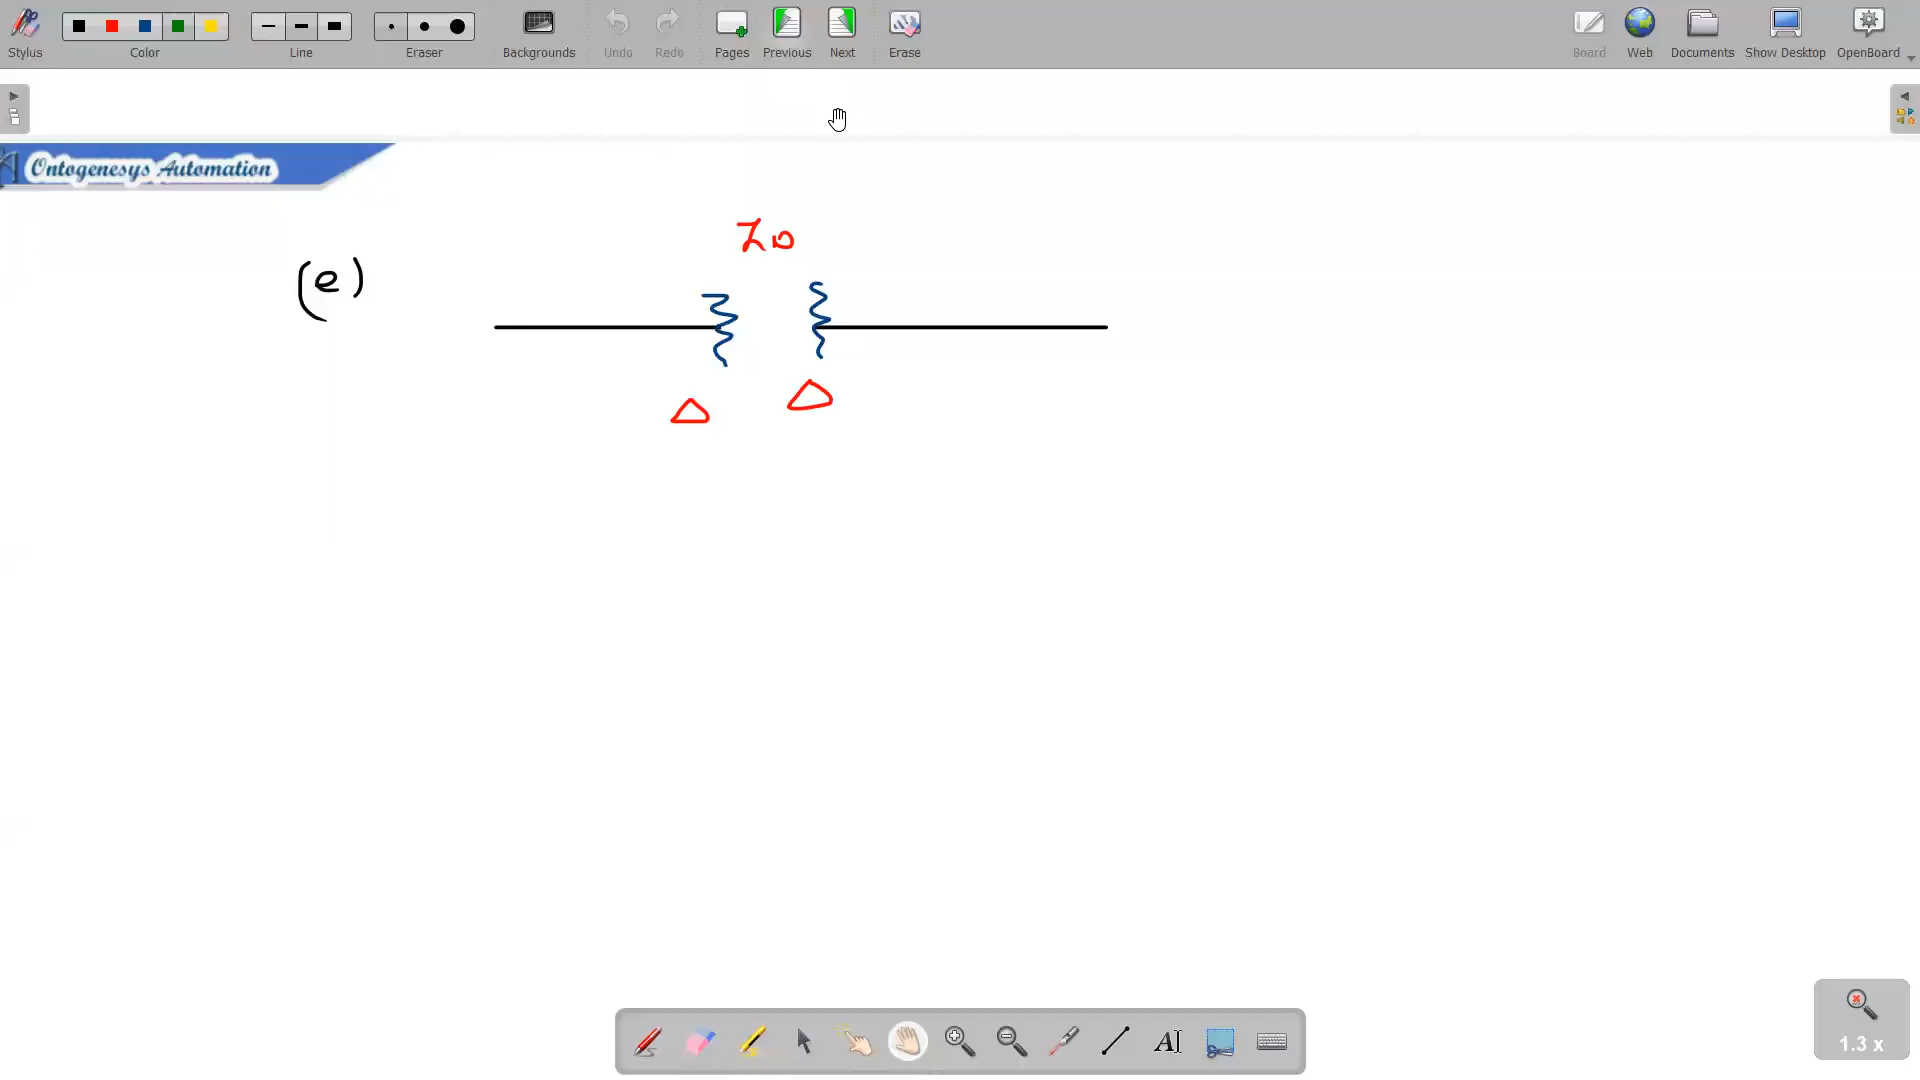 Stylus Color Line Eraser Backgrounds Undo Redo Pages Previous Next Erase Board Web Documents Show Desktop OpenBoard
Ontogenesys Automation
Z0
(e)
Δ Δ
1.3 x